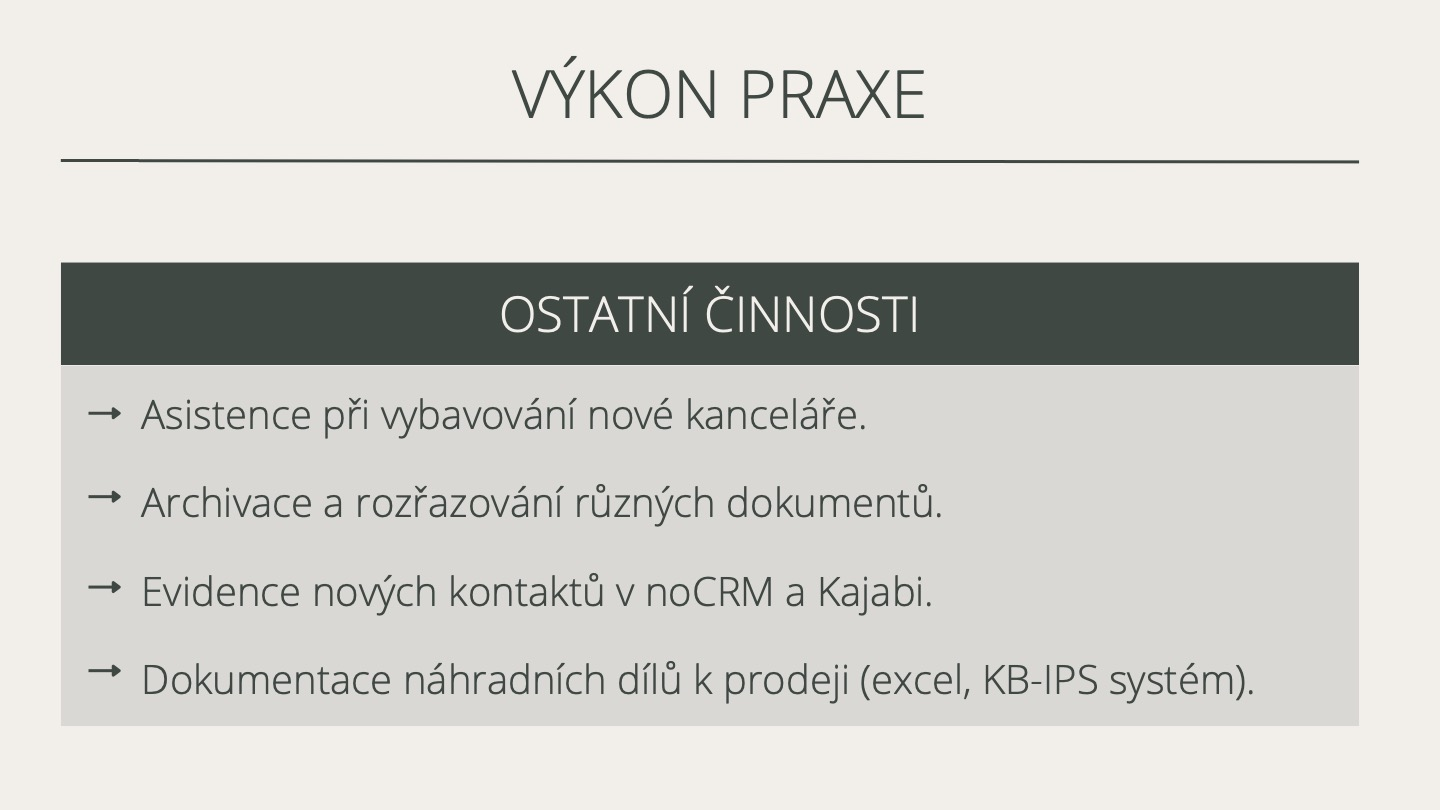 VÝKON PRAXE
OSTATNÍ ČINNOSTI
→ Asistence při vybavování nové kanceláře.
→ Archivace a rozřazování různých dokumentů.
→ Evidence nových kontaktů v noCRM a Kajabi.
→ Dokumentace náhradních dílů k prodeji (excel, KB-IPS systém).